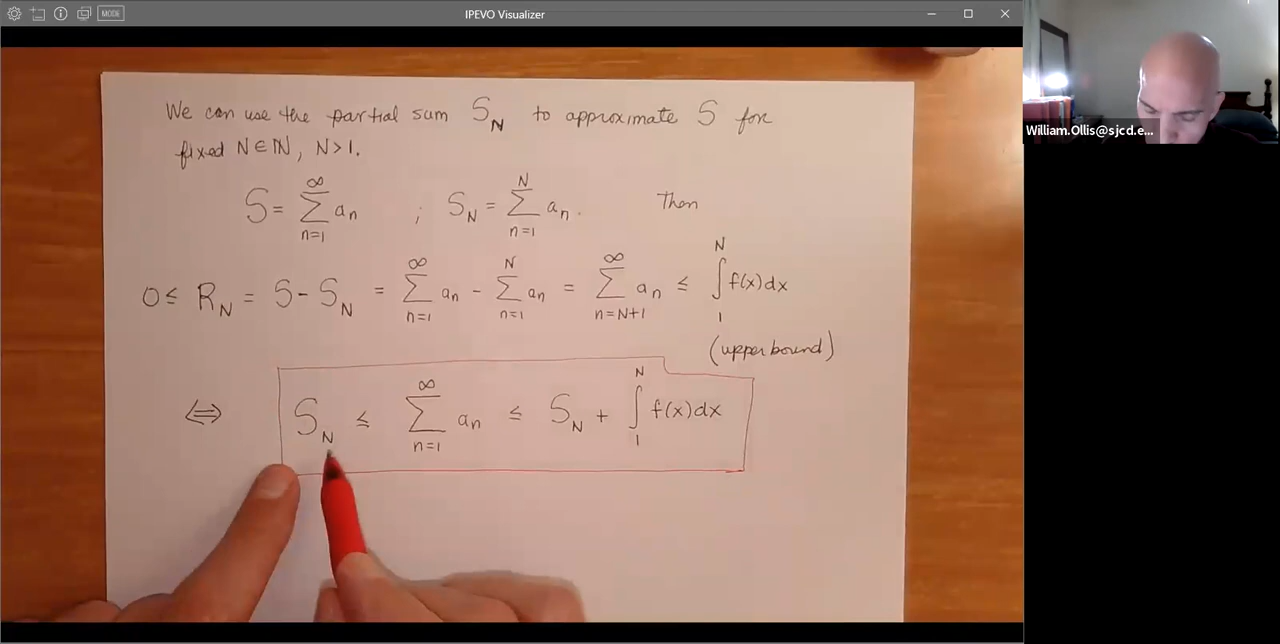 MODE
IPEVO Visualizer
William.Ollis@sjcd.e...
We can use the partial sum S_N to approximate S for
fixed N∈ℕ, N>1.
S = ∑_{n=1}^{∞} a_n ; S_N = ∑_{n=1}^{N} a_n. Then
0 ≤ R_N = S - S_N = ∑_{n=1}^{∞} a_n - ∑_{n=1}^{N} a_n = ∑_{n=N+1}^{∞} a_n ≤ ∫_1^N f(x)dx
(upper bound)
⇔ S_N ≤ ∑_{n=1}^{∞} a_n ≤ S_N + ∫_1^N f(x)dx